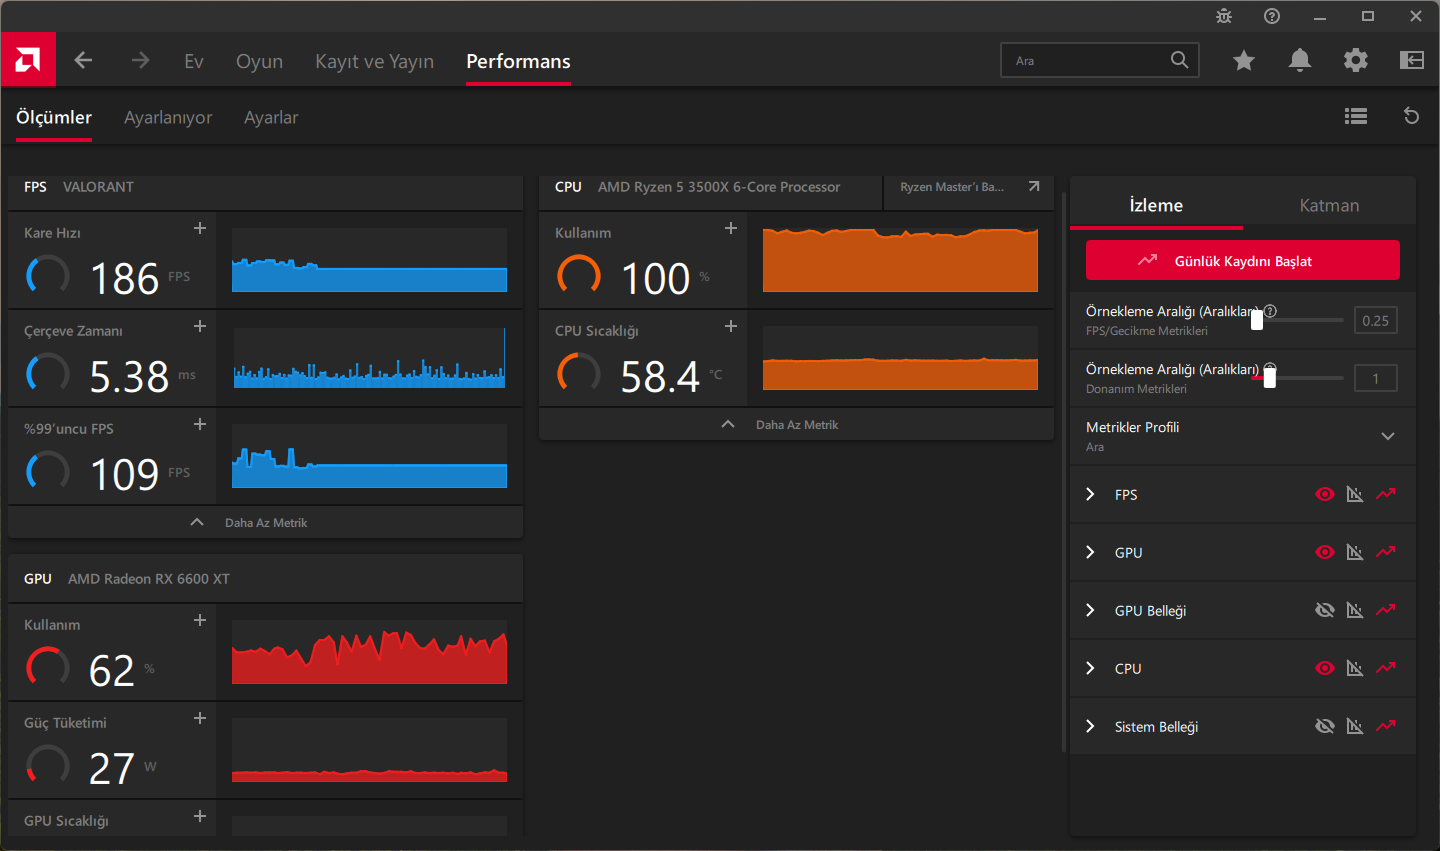 Ev
Oyun
Kayıt ve Yayın
Performans
Ara
Ölçümler
Ayarlanıyor
Ayarlar
FPS VALORANT
Kare Hızı
186 FPS
Çerçeve Zamanı
5.38 ms
%99'uncu FPS
109 FPS
Daha Az Metrik
GPU AMD Radeon RX 6600 XT
Kullanım
62 %
Güç Tüketimi
27 W
GPU Sıcaklığı
CPU AMD Ryzen 5 3500X 6-Core Processor
Ryzen Master'ı Ba...
Kullanım
100 %
CPU Sıcaklığı
58.4 °C
Daha Az Metrik
İzleme
Katman
Günlük Kaydını Başlat
Örnekleme Aralığı (Aralıkları)
FPS/Gecikme Metrikleri
0.25
Örnekleme Aralığı (Aralıkları)
Donanım Metrikleri
1
Metrikler Profili
Ara
FPS
GPU
GPU Belleği
CPU
Sistem Belleği